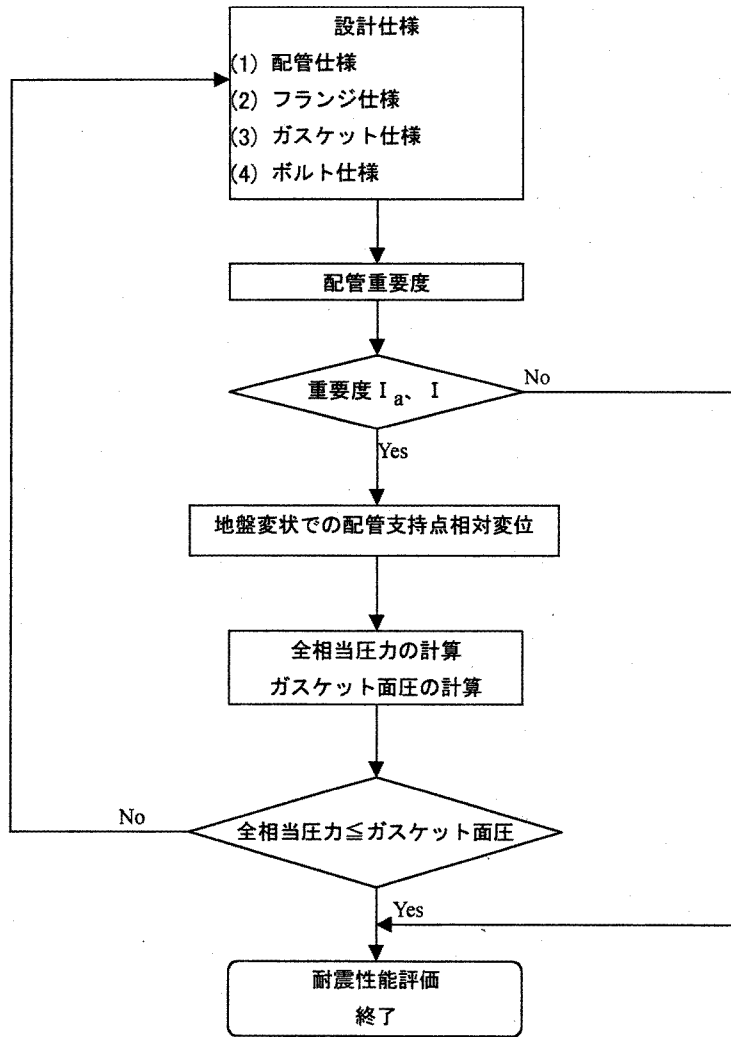 設計仕様
(1) 配管仕様
(2) フランジ仕様
(3) ガスケット仕様
(4) ボルト仕様
配管重要度
重要度Ⅰa、Ⅰ
No
Yes
地盤変状での配管支持点相対変位
全相当圧力の計算
ガスケット面圧の計算
No
全相当圧力≦ガスケット面圧
Yes
耐震性能評価
終了